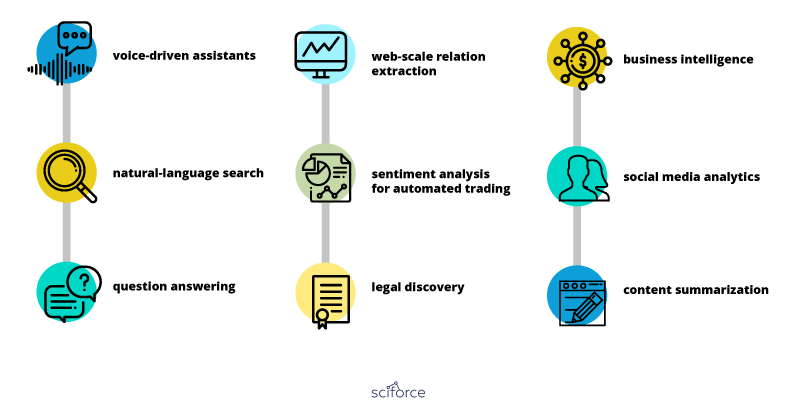 voice-driven assistants
natural-language search
question answering
web-scale relation
extraction
sentiment analysis
for automated trading
legal discovery
business intelligence
social media analytics
content summarization
sciforce